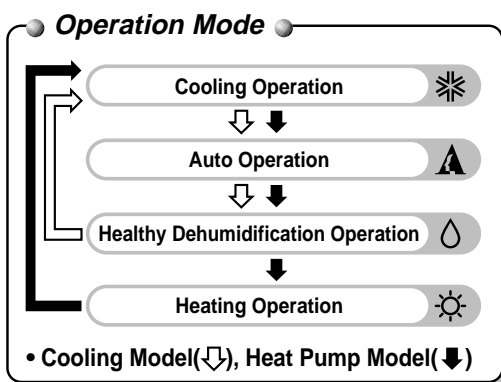 Operation Mode
Cooling Operation
Auto Operation
Healthy Dehumidification Operation
Heating Operation
• Cooling Model(⇩), Heat Pump Model(⬇)